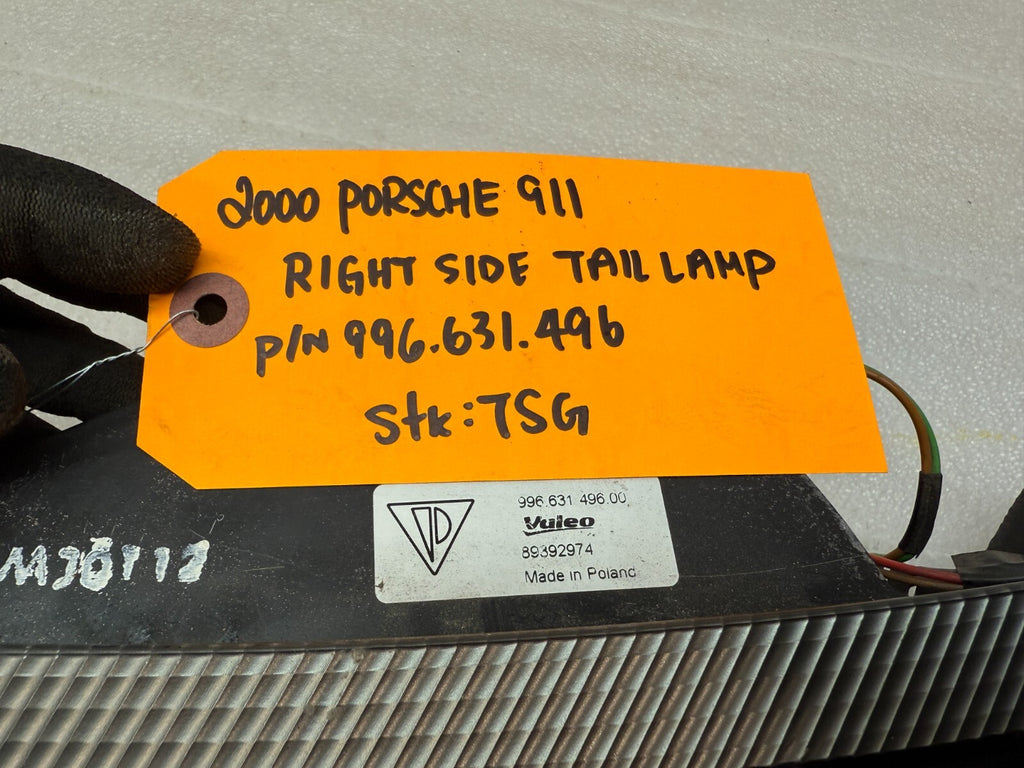 2000 PORSCHE 911
RIGHT SIDE TAIL LAMP
P/N 996.631.496
Stk: TSG
996.631 496.00
Valeo
89392974
Made in Poland